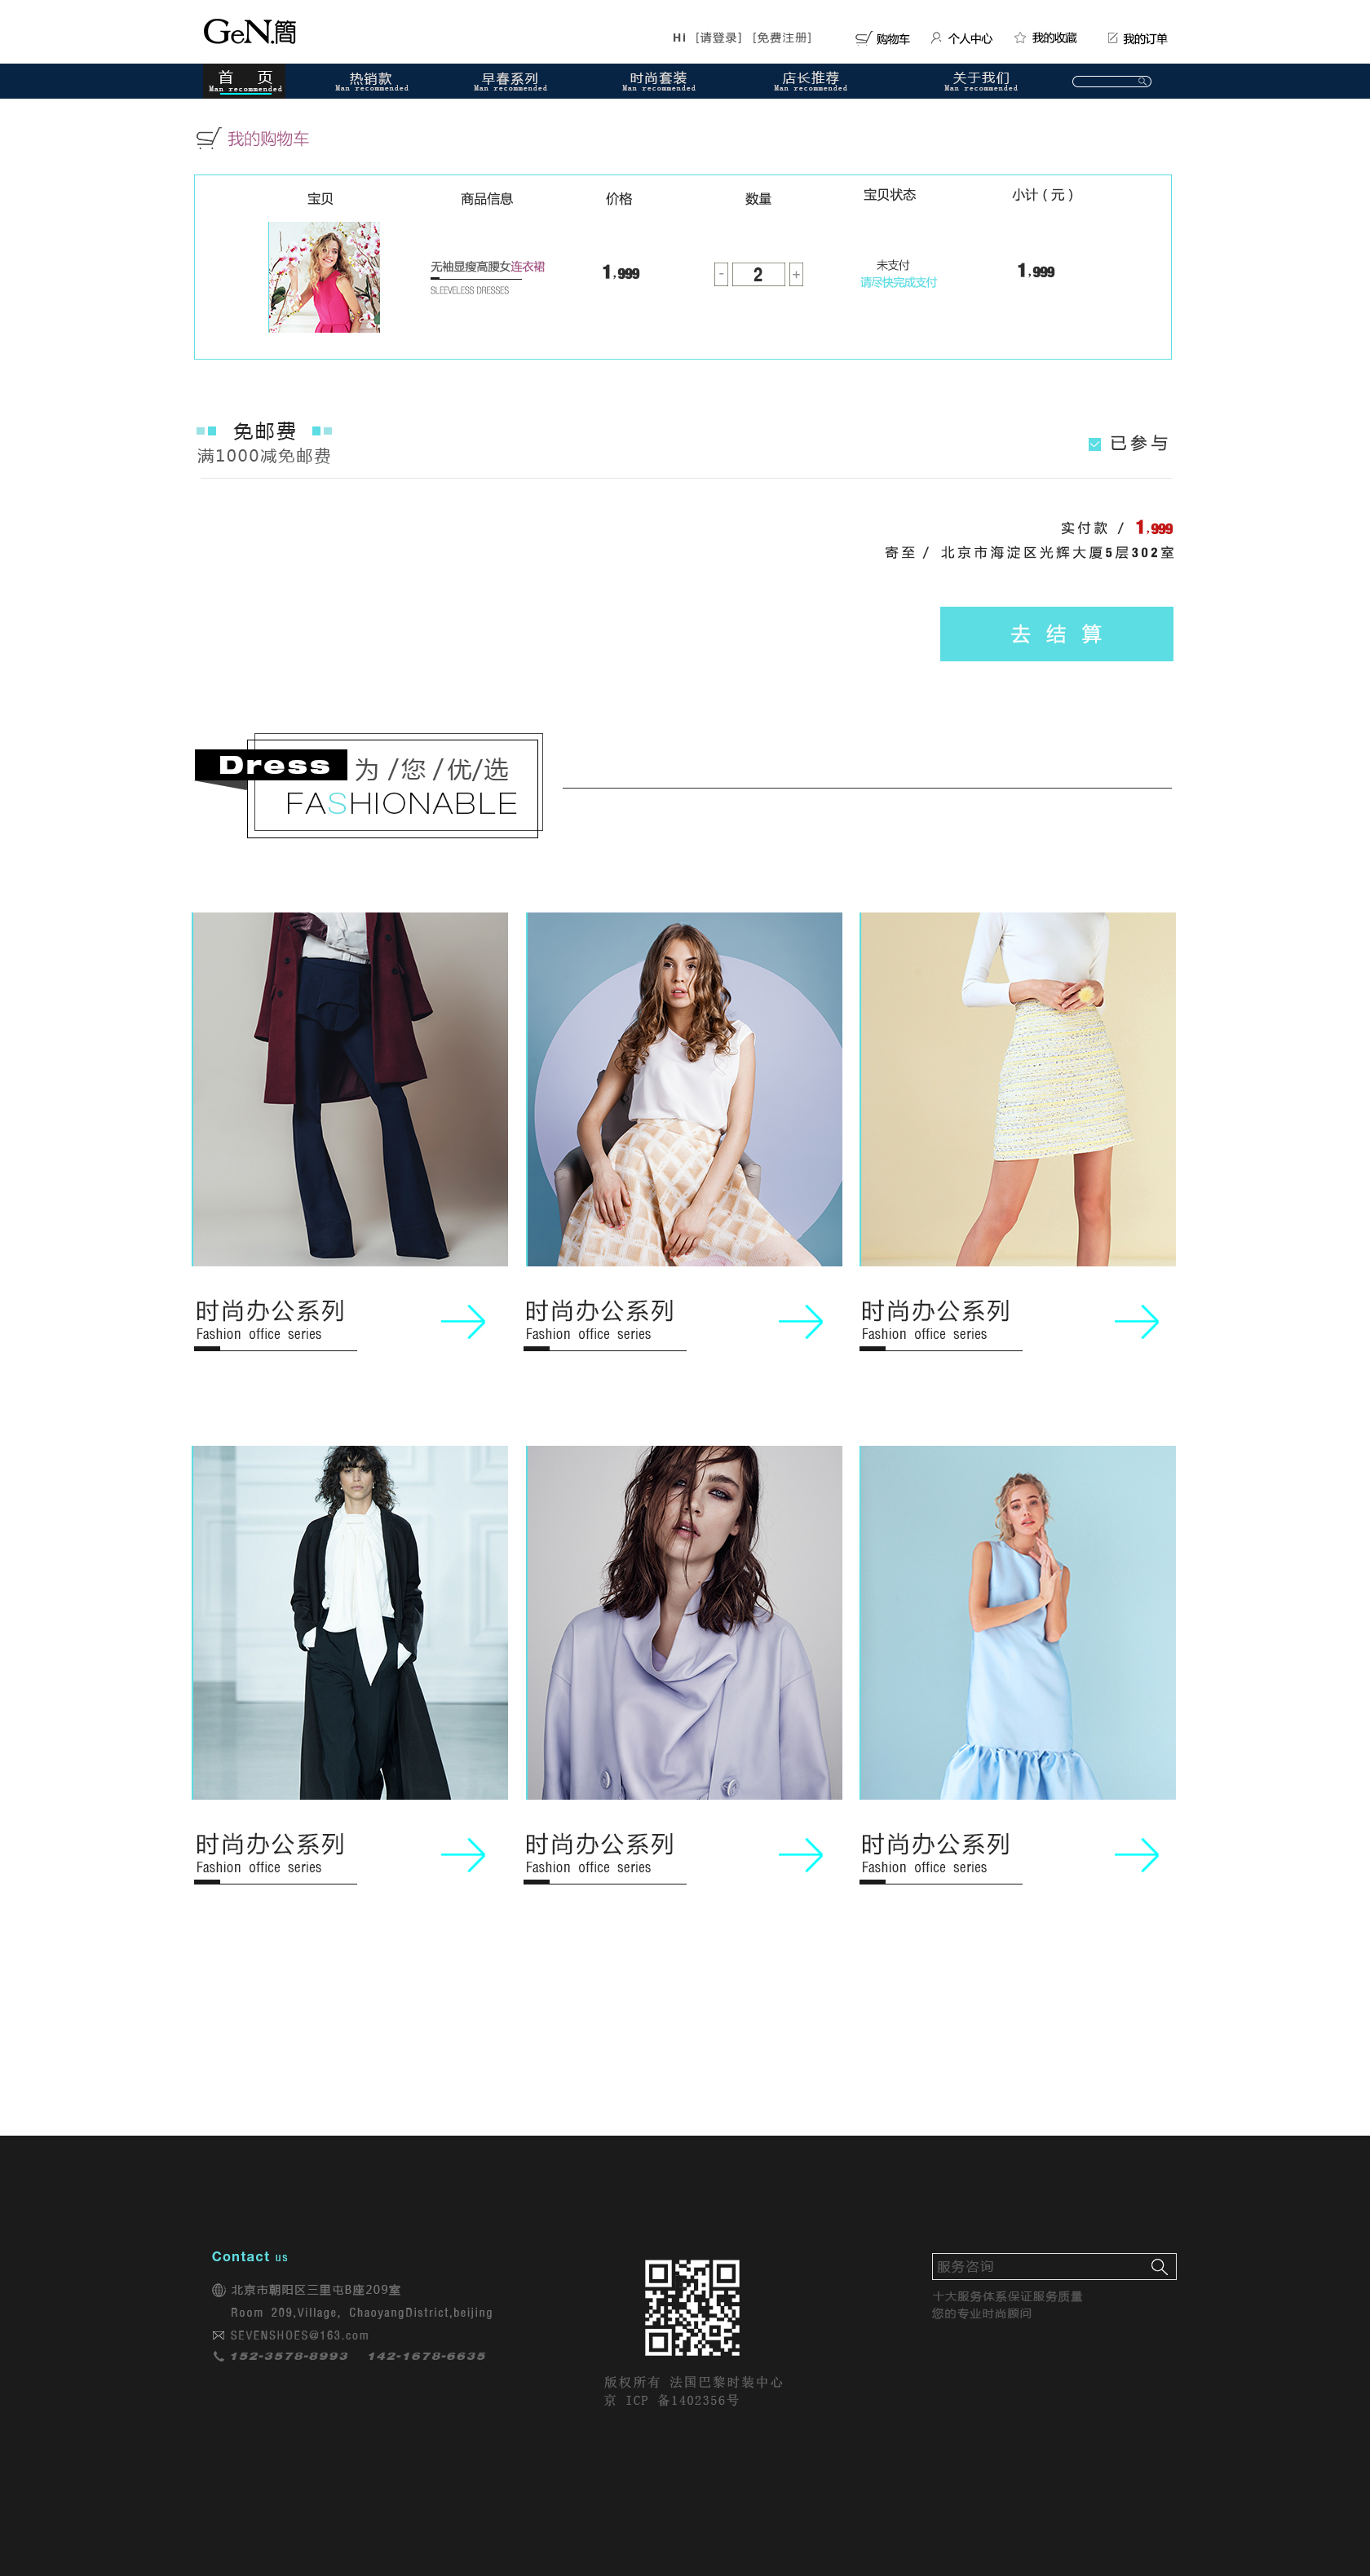 GeN.簡
HI [请登录] [免费注册] 购物车 个人中心 我的收藏 我的订单
首 页 热销款 早春系列 时尚套装 店长推荐 关于我们
Man recommended Man recommended Man recommended Man recommended Man recommended Man recommended
我的购物车
宝贝 商品信息 价格 数量 宝贝状态 小计（元）
无袖显瘦高腰女连衣裙 1,999 - 2 + 未支付 1,999
SLEEVELESS DRESSES 请尽快完成支付
免邮费
满1000减免邮费 已参与
实付款 / 1,999
寄至 / 北京市海淀区光辉大厦5层302室
去 结 算
Dress 为/您/优/选
FASHIONABLE
时尚办公系列 时尚办公系列 时尚办公系列
Fashion office series Fashion office series Fashion office series
时尚办公系列 时尚办公系列 时尚办公系列
Fashion office series Fashion office series Fashion office series
Contact us
北京市朝阳区三里屯B座209室
Room 209,Village, ChaoyangDistrict,beijing
SEVENSHOES@163.com
152-3578-8993 142-1678-6635
版权所有 法国巴黎时装中心
京 ICP 备1402356号
服务咨询
十大服务体系保证服务质量
您的专业时尚顾问